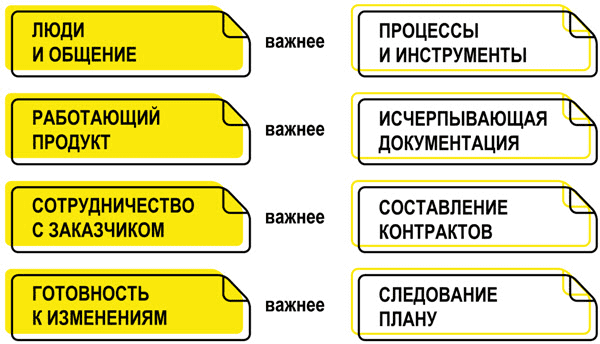 ЛЮДИ
И ОБЩЕНИЕ
важнее
ПРОЦЕССЫ
И ИНСТРУМЕНТЫ
РАБОТАЮЩИЙ
ПРОДУКТ
важнее
ИСЧЕРПЫВАЮЩАЯ
ДОКУМЕНТАЦИЯ
СОТРУДНИЧЕСТВО
С ЗАКАЗЧИКОМ
важнее
СОСТАВЛЕНИЕ
КОНТРАКТОВ
ГОТОВНОСТЬ
К ИЗМЕНЕНИЯМ
важнее
СЛЕДОВАНИЕ
ПЛАНУ